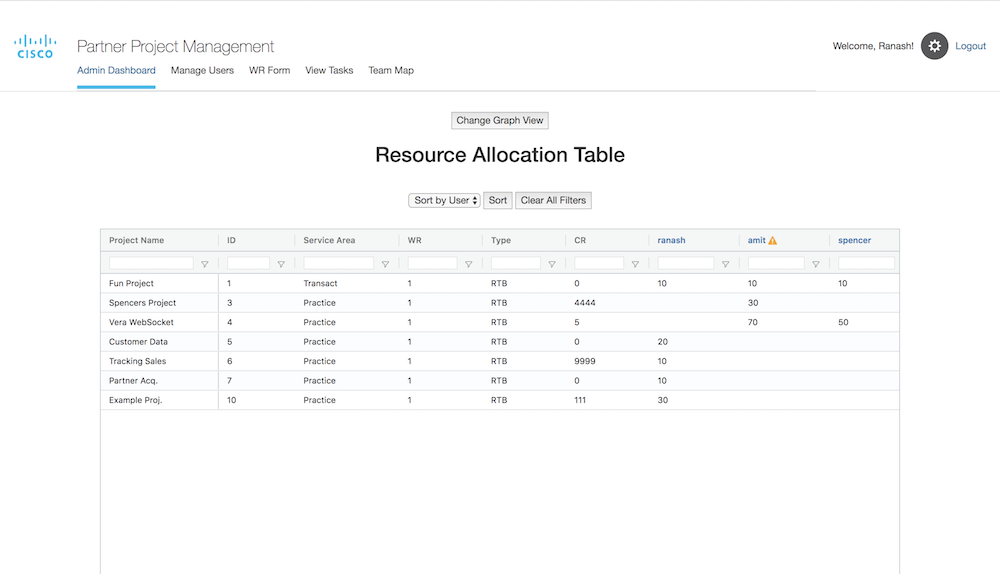 CISCO
Partner Project Management
Welcome, Ranash! Logout
Admin Dashboard Manage Users WR Form View Tasks Team Map
Change Graph View
Resource Allocation Table
Sort by User Sort Clear All Filters
Project Name ID Service Area WR Type CR ranash amit spencer
Fun Project 1 Transact 1 RTB 0 10 10 10
Spencers Project 3 Practice 1 RTB 4444 30
Vera WebSocket 4 Practice 1 RTB 5 70 50
Customer Data 5 Practice 1 RTB 0 20
Tracking Sales 6 Practice 1 RTB 9999 10
Partner Acq. 7 Practice 1 RTB 0 10
Example Proj. 10 Practice 1 RTB 111 30